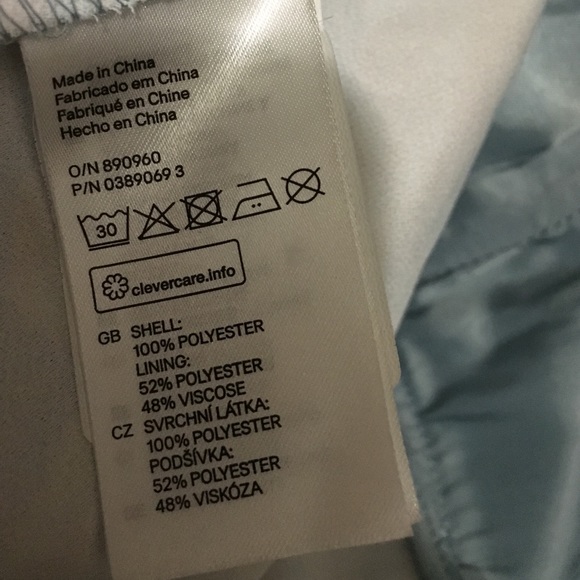 Made in China
Fabricado em China
Fabriqué en Chine
Hecho en China
O/N 890960
P/N 0389069 3
30
clevercare.info
GB SHELL:
100% POLYESTER
LINING:
52% POLYESTER
48% VISCOSE
CZ SVRCHNÍ LÁTKA:
100% POLYESTER
PODŠÍVKA:
52% POLYESTER
48% VISKÓZA